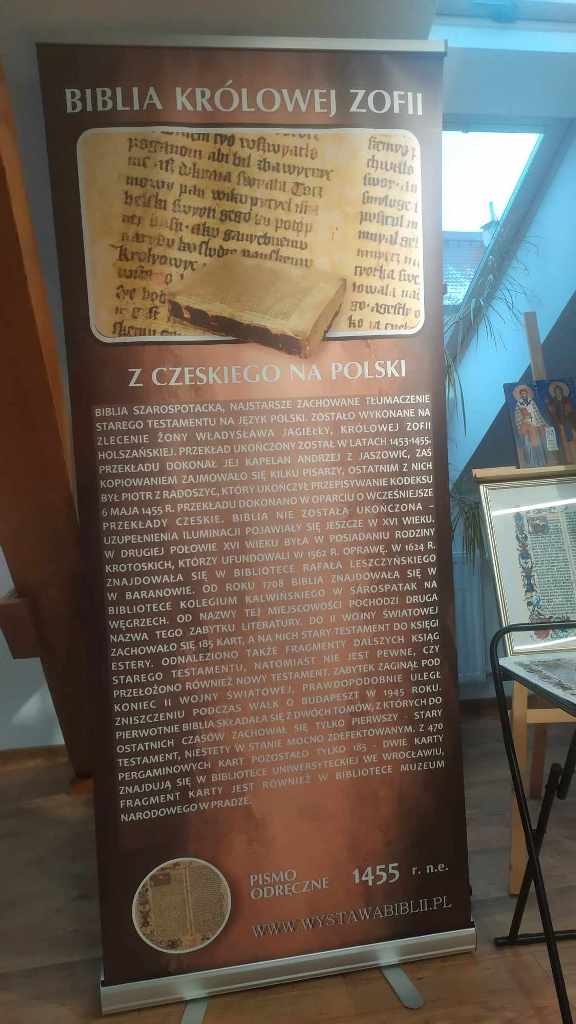 BIBLIA KRÓLOWEJ ZOFII
Z CZESKIEGO NA POLSKI
BIBLIA SZAROSPOTACKA, NAJSTARSZE ZACHOWANE TŁUMACZENIE
STAREGO TESTAMENTU NA JĘZYK POLSKI. ZOSTAŁO WYKONANE NA
ZLECENIE ŻONY WŁADYSŁAWA JAGIEŁŁY, KRÓLOWEJ ZOFII
HOLSZAŃSKIEJ. PRZEKŁAD UKOŃCZONY ZOSTAŁ W LATACH 1453-1455.
PRZEKŁADU DOKONAŁ JEJ KAPELAN ANDRZEJ Z JASZOWIC, ZAŚ
KOPIOWANIEM ZAJMOWAŁO SIĘ KILKU PISARZY, OSTATNIM Z NICH
BYŁ PIOTR Z RADOSZYC, KTÓRY UKOŃCZYŁ PRZEPISYWANIE KODEKSU
6 MAJA 1455 R. PRZEKŁADU DOKONANO W OPARCIU O WCZEŚNIEJSZE
PRZEKŁADY CZESKIE. BIBLIA NIE ZOSTAŁA UKOŃCZONA -
UZUPEŁNIENIA ILUMINACJI POJAWIAŁY SIĘ JESZCZE W XVI WIEKU.
W DRUGIEJ POŁOWIE XVI WIEKU BYŁA W POSIADANIU RODZINY
KROTOSKICH, KTÓRZY UFUNDOWALI W 1562 R. OPRAWĘ. W 1624 R.
ZNAJDOWAŁA SIĘ W BIBLIOTECE RAFAŁA LESZCZYŃSKIEGO
W BARANOWIE. OD ROKU 1708 BIBLIA ZNAJDOWAŁA SIĘ W
BIBLIOTECE KOLEGIUM KALWIŃSKIEGO W SÁROSPATAK NA
WĘGRZECH. OD NAZWY TEJ MIEJSCOWOŚCI POCHODZI DRUGA
NAZWA TEGO ZABYTKU LITERATURY. DO II WOJNY ŚWIATOWEJ
ZACHOWAŁO SIĘ 185 KART, A NA NICH STARY TESTAMENT DO KSIĘGI
ESTERY. ODNALEZIONO TAKŻE FRAGMENTY DALSZYCH KSIĄG
STAREGO TESTAMENTU, NATOMIAST NIE JEST PEWNE, CZY
PRZEŁOŻONO RÓWNIEŻ NOWY TESTAMENT. ZABYTEK ZAGINĄŁ POD
KONIEC II WOJNY ŚWIATOWEJ, PRAWDOPODOBNIE ULEGŁ
ZNISZCZENIU PODCZAS WALK O BUDAPESZT W 1945 ROKU.
PIERWOTNIE BIBLIA SKŁADAŁA SIĘ Z DWÓCH TOMÓW, Z KTÓRYCH DO
OSTATNICH CZASÓW ZACHOWAŁ SIĘ TYLKO PIERWSZY - STARY
TESTAMENT, NIESTETY W STANIE MOCNO ZDEFEKTOWANYM. Z 470
PERGAMINOWYCH KART POZOSTAŁO TYLKO 185 - DWIE KARTY
ZNAJDUJĄ SIĘ W BIBLIOTECE UNIWERSYTECKIEJ WE WROCŁAWIU,
FRAGMENT KARTY JEST RÓWNIEŻ W BIBLIOTECE MUZEUM
NARODOWEGO W PRADZE.
PISMO
ODRĘCZNE
1455 r. n.e.
WWW.WYSTAWABIBLII.PL